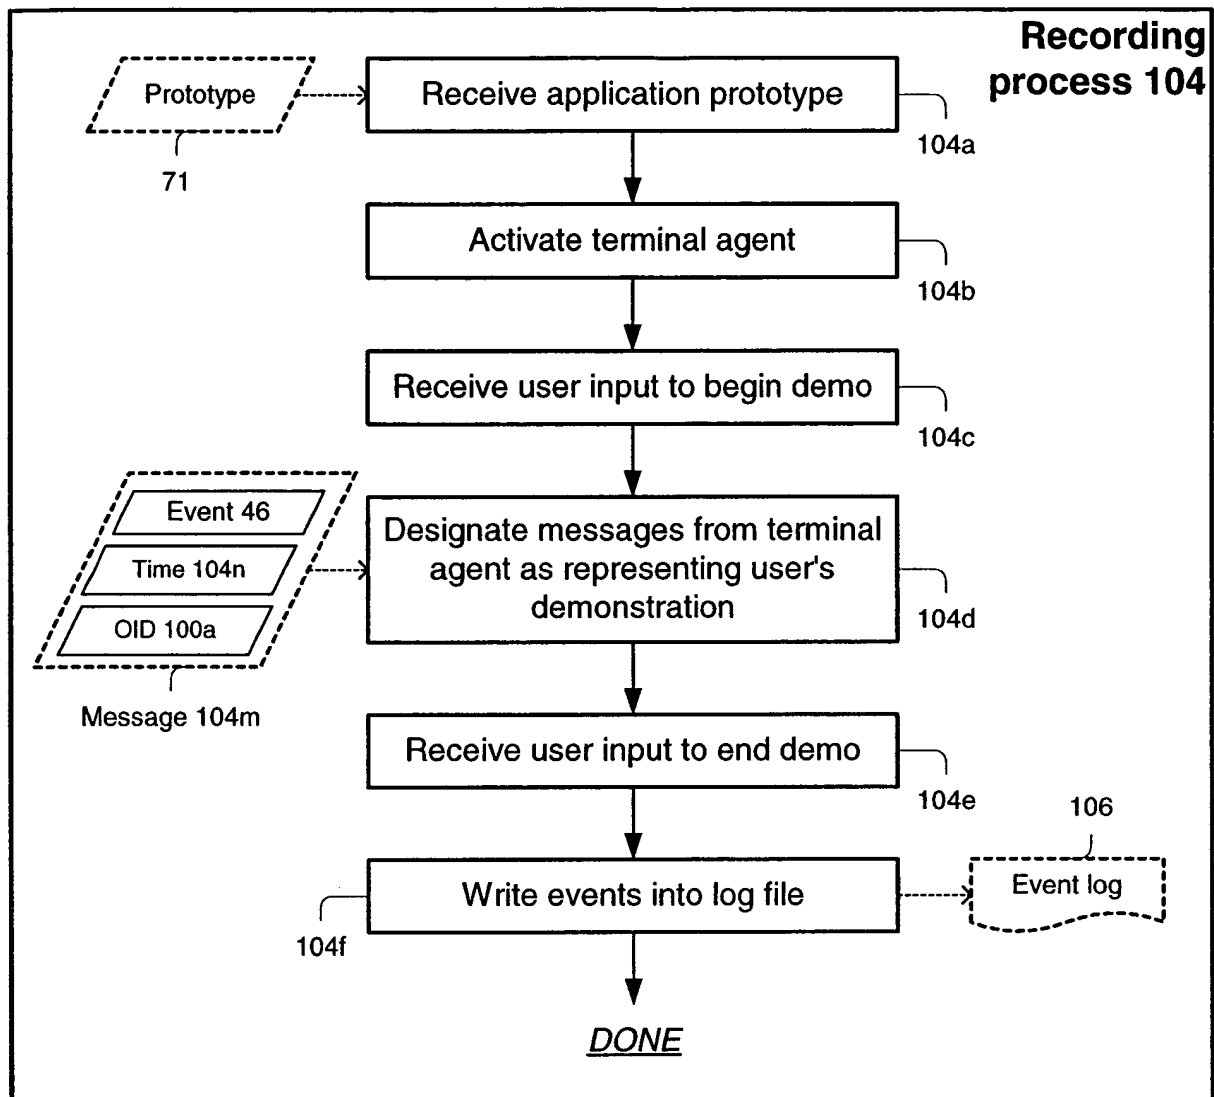 Recording
process 104
Prototype
71
Receive application prototype
104a
Activate terminal agent
104b
Receive user input to begin demo
104c
Event 46
Time 104n
OID 100a
Message 104m
Designate messages from terminal
agent as representing user's
demonstration
104d
Receive user input to end demo
104e
Write events into log file
104f
106
Event log
DONE